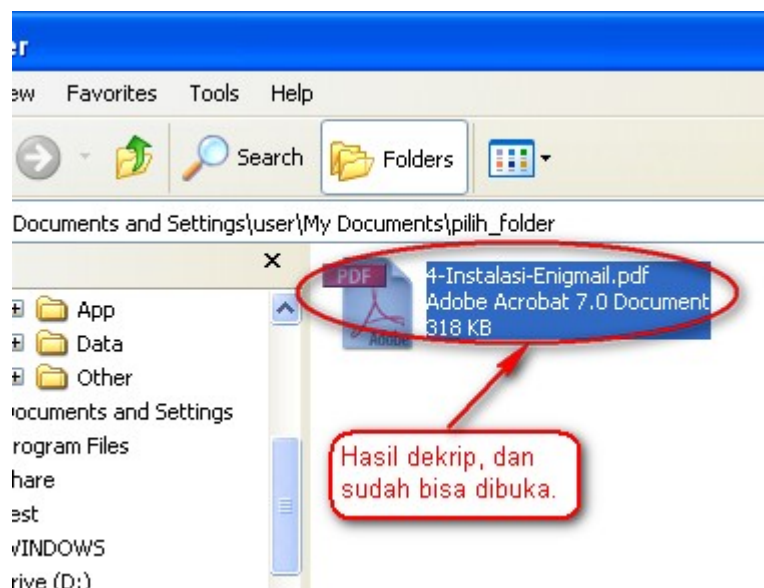 er
ew Favorites Tools Help
Search Folders
Documents and Settings\user\My Documents\pilih_folder
PDF
Adobe
4-Instalasi-Enigmail.pdf
Adobe Acrobat 7.0 Document
318 KB
App
Data
Other
ocuments and Settings
rogram Files
hare
est
WINDOWS
rive (D:)
Hasil dekrip, dan
sudah bisa dibuka.